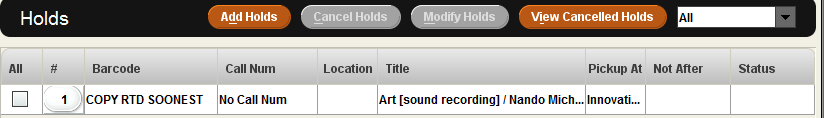 Holds Add Holds Cancel Holds Modify Holds View Cancelled Holds All
All # Barcode Call Num Location Title Pickup At Not After Status
1 COPY RTD SOONEST No Call Num Art [sound recording] / Nando Mich... Innovati...